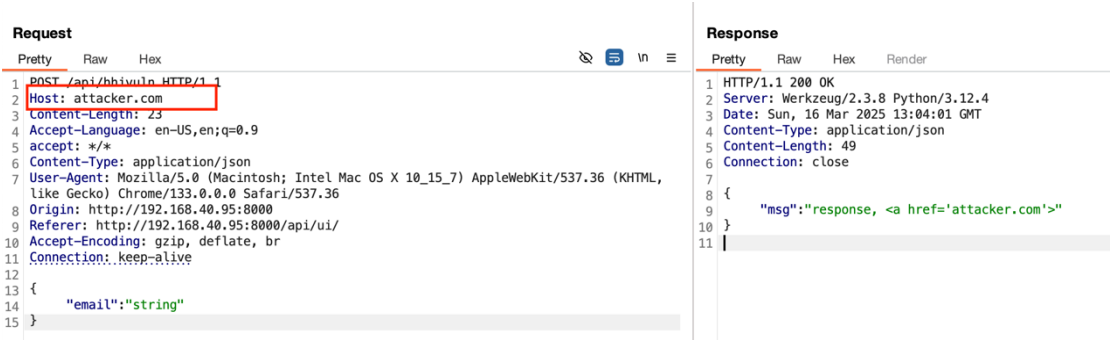 Request
Pretty Raw Hex \n
1 POST /api/hhivuln HTTP/1.1
2 Host: attacker.com
3 Content-Length: 23
4 Accept-Language: en-US,en;q=0.9
5 accept: */*
6 Content-Type: application/json
7 User-Agent: Mozilla/5.0 (Macintosh; Intel Mac OS X 10_15_7) AppleWebKit/537.36 (KHTML,
like Gecko) Chrome/133.0.0.0 Safari/537.36
8 Origin: http://192.168.40.95:8000
9 Referer: http://192.168.40.95:8000/api/ui/
10 Accept-Encoding: gzip, deflate, br
11 Connection: keep-alive
12
13 {
14 "email":"string"
15 }
Response
Pretty Raw Hex Render
1 HTTP/1.1 200 OK
2 Server: Werkzeug/2.3.8 Python/3.12.4
3 Date: Sun, 16 Mar 2025 13:04:01 GMT
4 Content-Type: application/json
5 Content-Length: 49
6 Connection: close
7
8 {
9 "msg":"response, <a href='attacker.com'>"
10 }
11